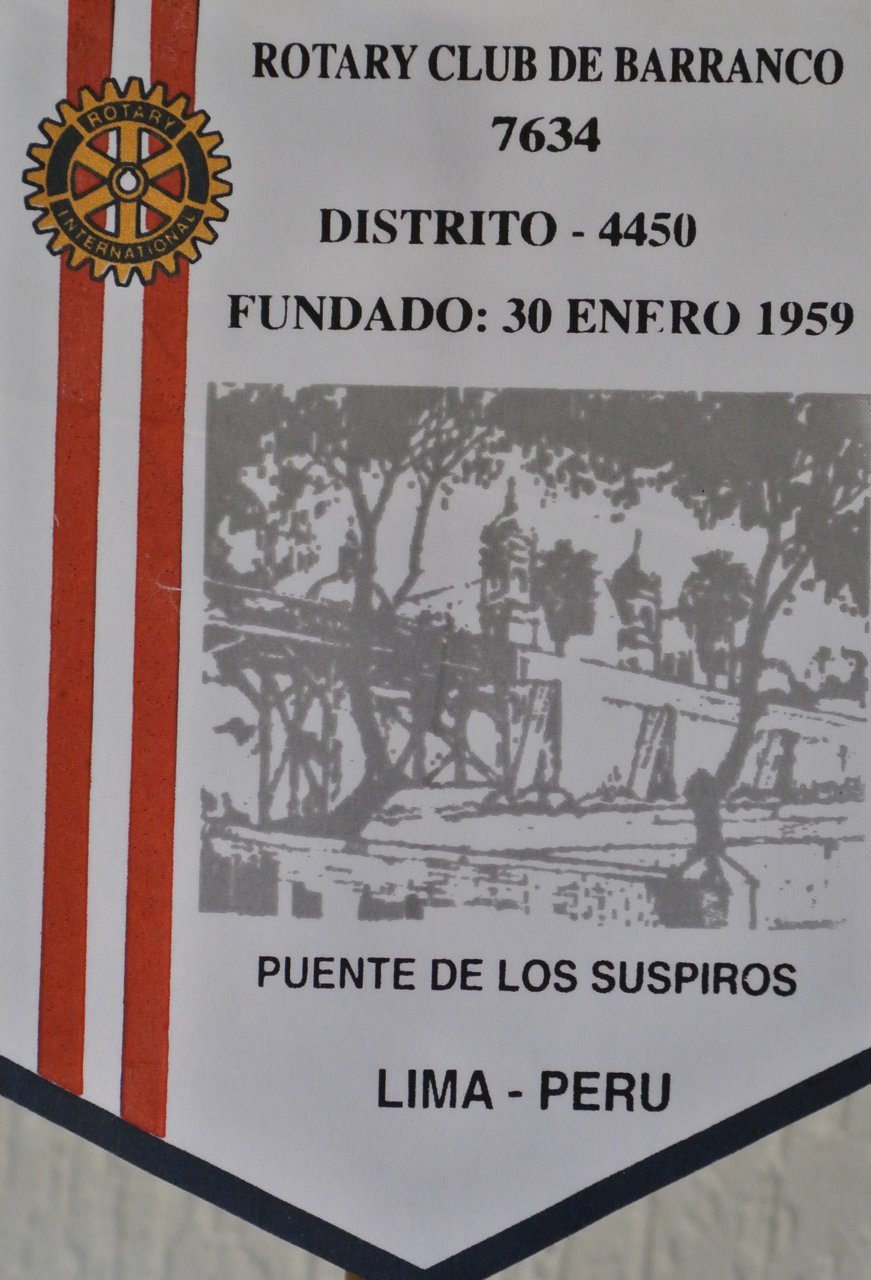 ROTARY CLUB DE BARRANCO
7634
ROTARY
INTERNATIONAL
DISTRITO - 4450
FUNDADO: 30 ENERO 1959
PUENTE DE LOS SUSPIROS
LIMA - PERU